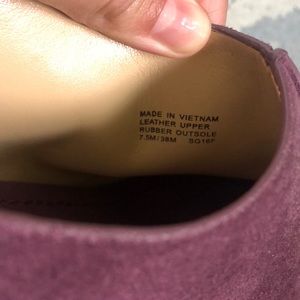 MADE IN VIETNAM
LEATHER UPPER
RUBBER OUTSOLE
7.5M/38M